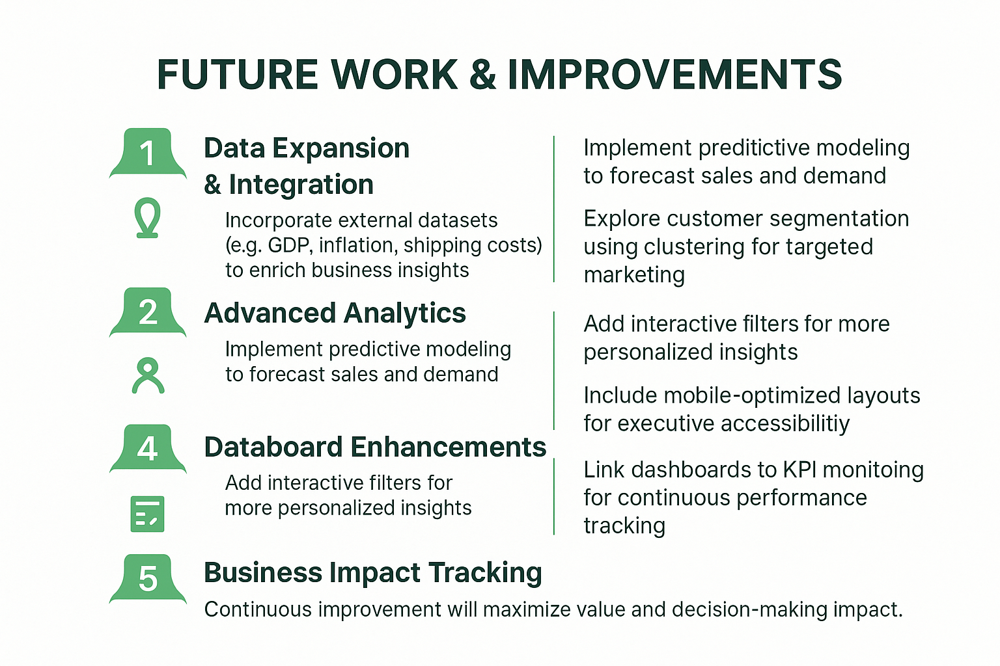 FUTURE WORK & IMPROVEMENTS
1
Data Expansion
& Integration
Incorporate external datasets
(e.g. GDP, inflation, shipping costs)
to enrich business insights
2
Advanced Analytics
Implement predictive modeling
to forecast sales and demand
4
Databoard Enhancements
Add interactive filters for
more personalized insights
5
Business Impact Tracking
Continuous improvement will maximize value and decision-making impact.
Implement preditictive modeling
to forecast sales and demand
Explore customer segmentation
using clustering for targeted
marketing
Add interactive filters for more
personalized insights
Include mobile-optimized layouts
for executive accessibilitiy
Link dashboards to KPI monitoing
for continuous performance
tracking